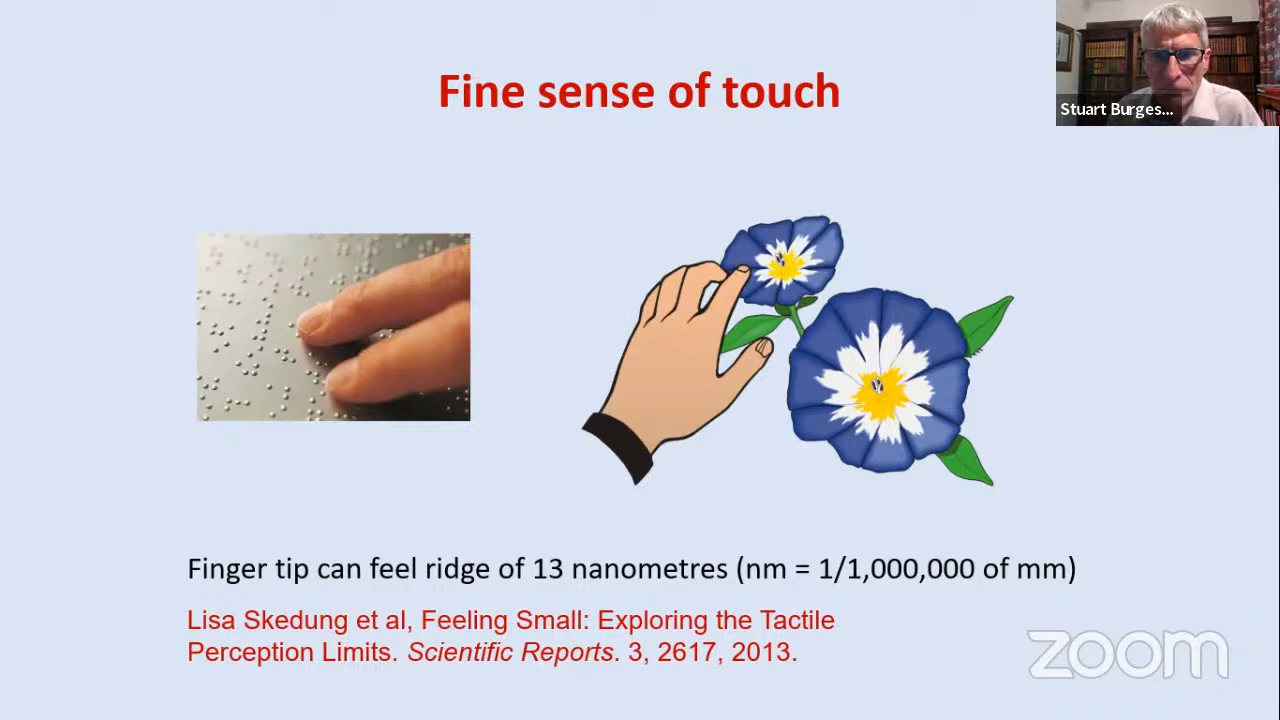 Fine sense of touch
Stuart Burges...
Finger tip can feel ridge of 13 nanometres (nm = 1/1,000,000 of mm)
Lisa Skedung et al, Feeling Small: Exploring the Tactile
Perception Limits. Scientific Reports. 3, 2617, 2013.
zoom